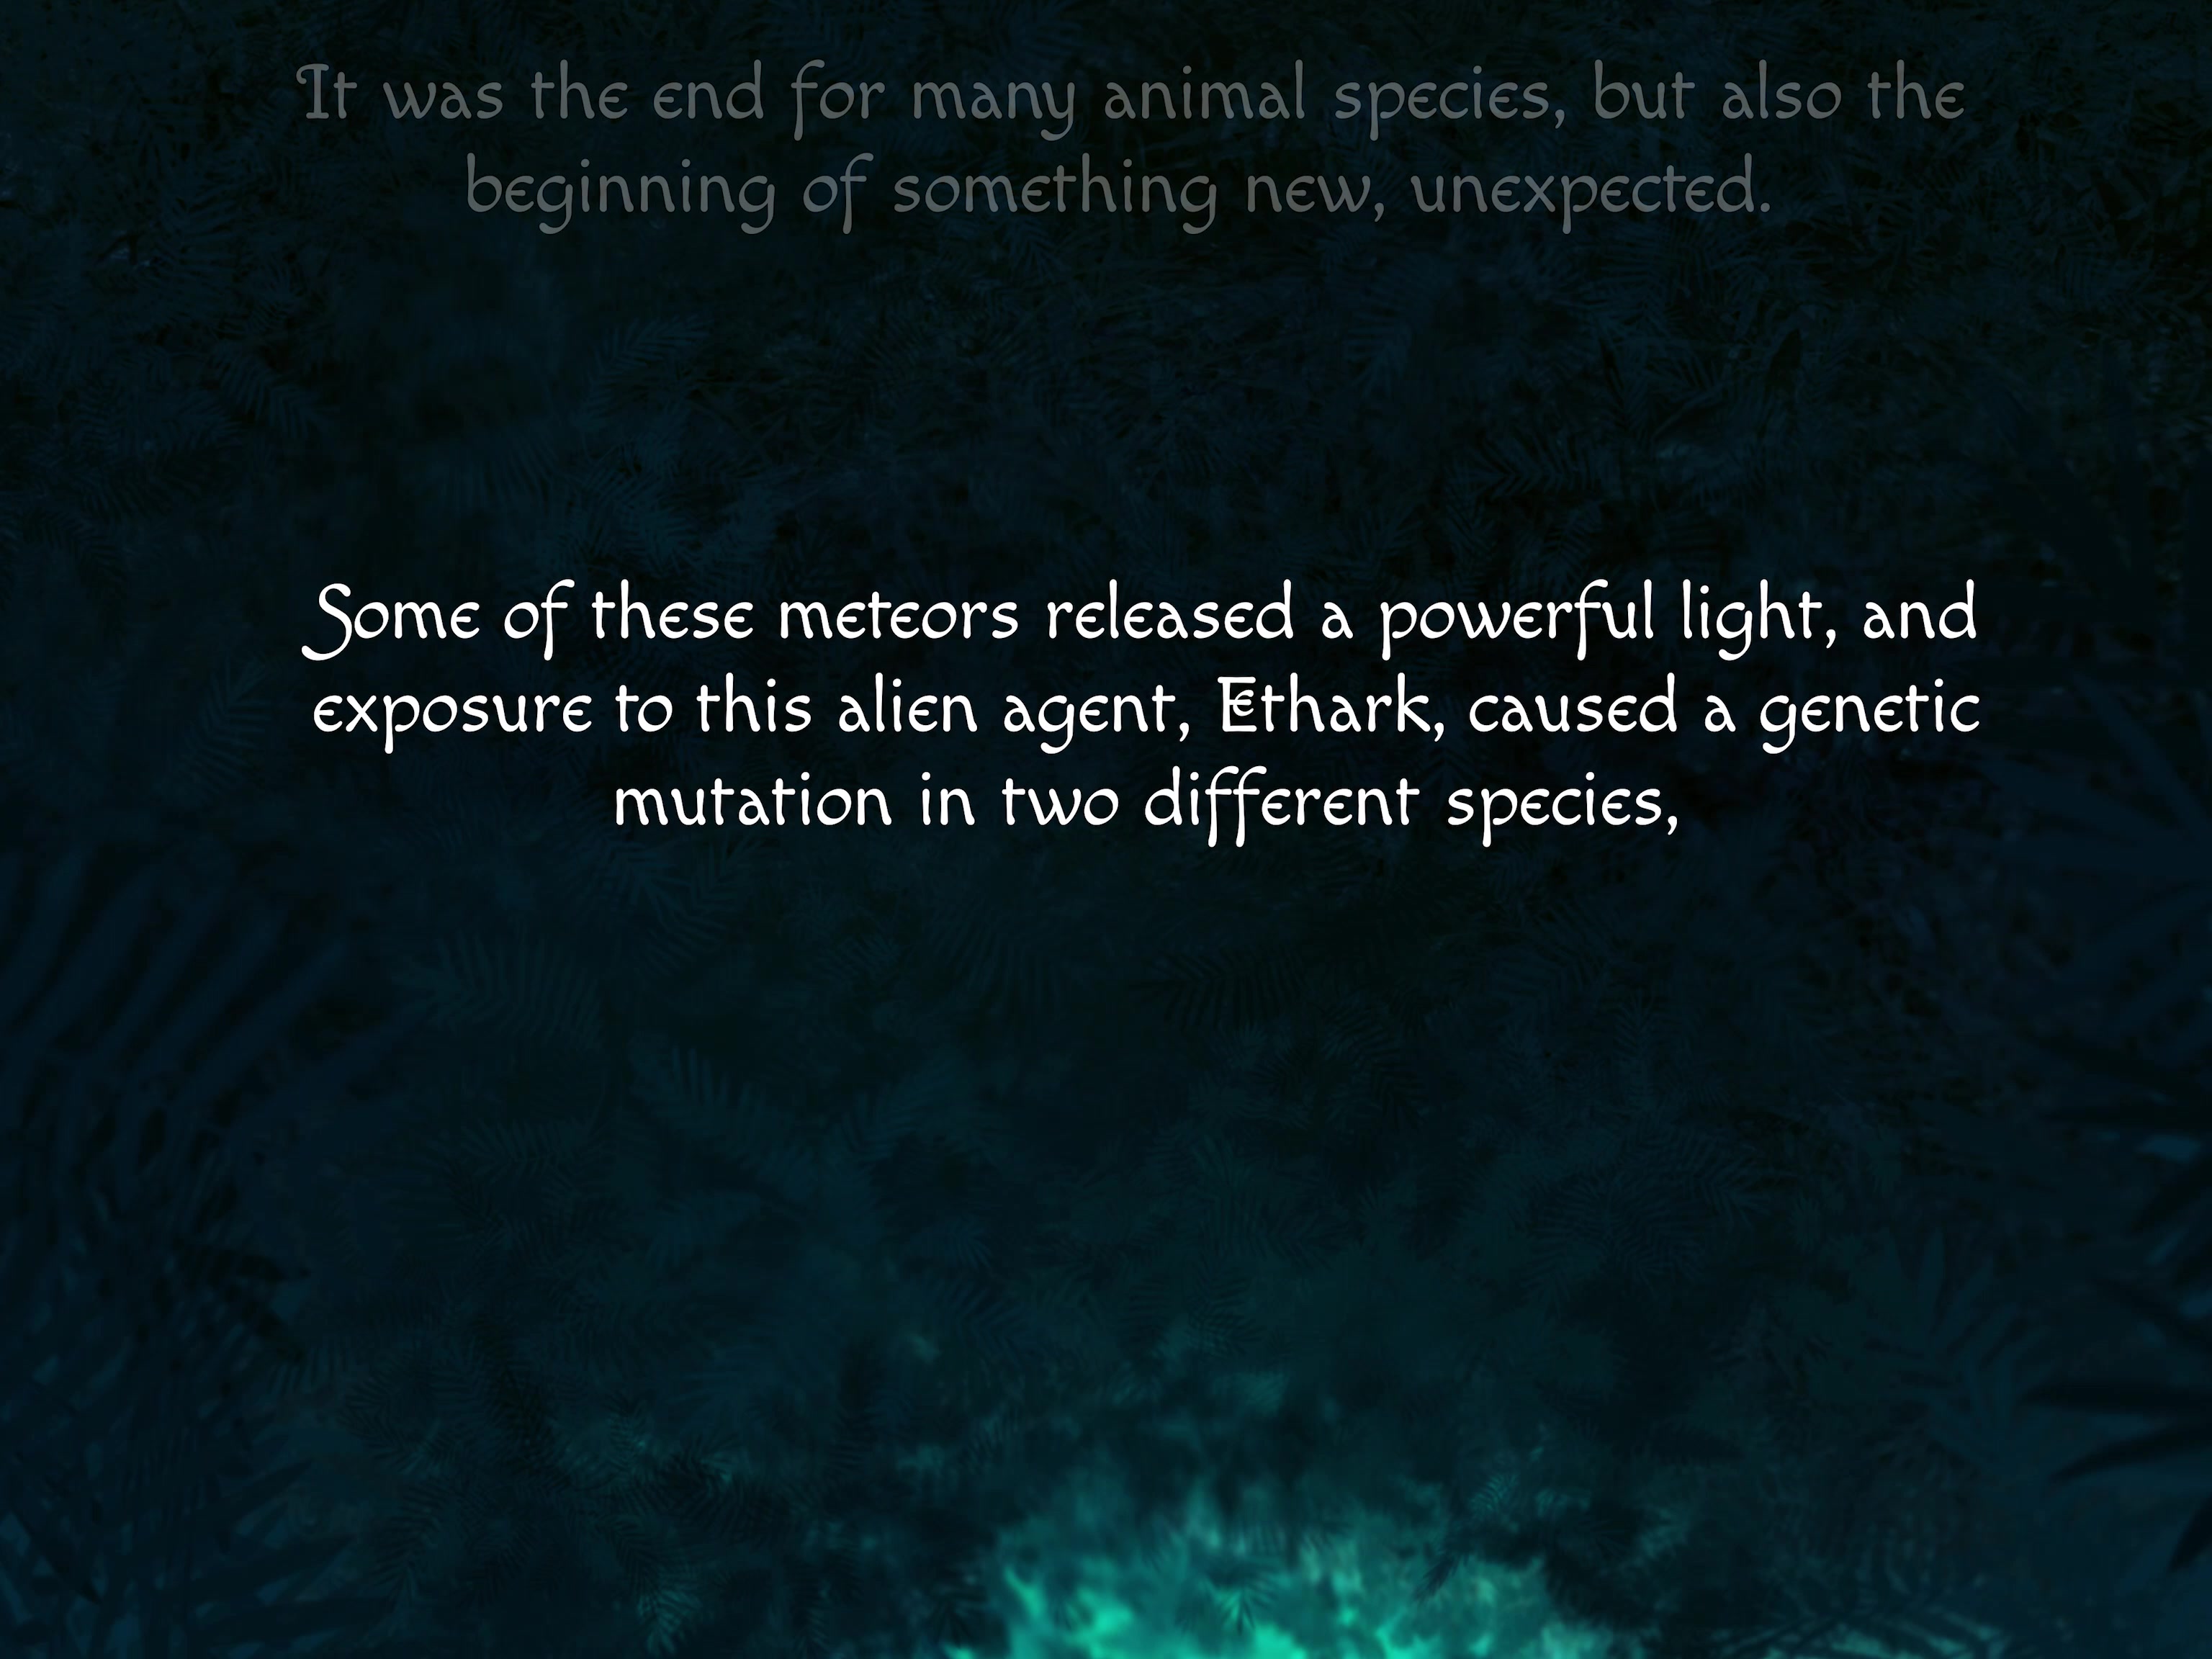 It was the end for many animal species, but also the
beginning of something new, unexpected.
Some of these meteors released a powerful light, and
exposure to this alien agent, Ethark, caused a genetic
mutation in two different species,